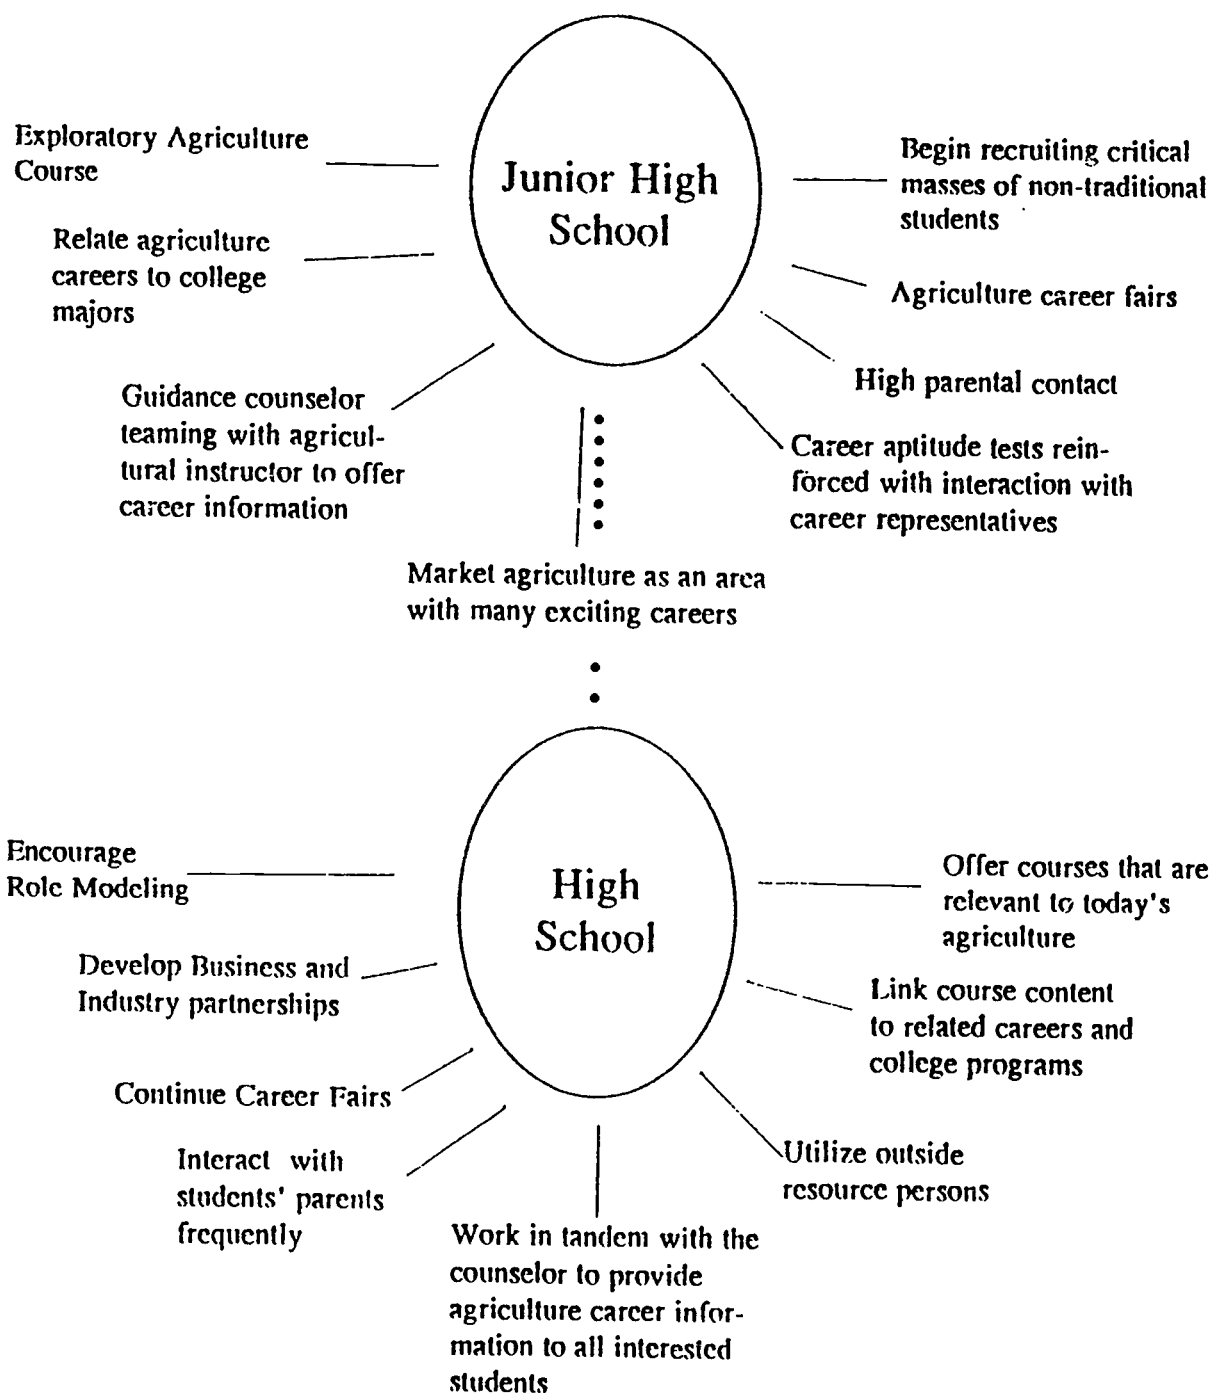 Junior High
School
Exploratory Agriculture
Course
Relate agriculture
careers to college
majors
Guidance counselor
teaming with agricul-
tural instructor to offer
career information
Begin recruiting critical
masses of non-traditional
students
Agriculture career fairs
High parental contact
Career aptitude tests rein-
forced with interaction with
career representatives
Market agriculture as an area
with many exciting careers
High
School
Encourage
Role Modeling
Develop Business and
Industry partnerships
Continue Career Fairs
Interact with
students' parents
frequently
Work in tandem with the
counselor to provide
agriculture career infor-
mation to all interested
students
Offer courses that are
relevant to today's
agriculture
Link course content
to related careers and
college programs
Utilize outside
resource persons